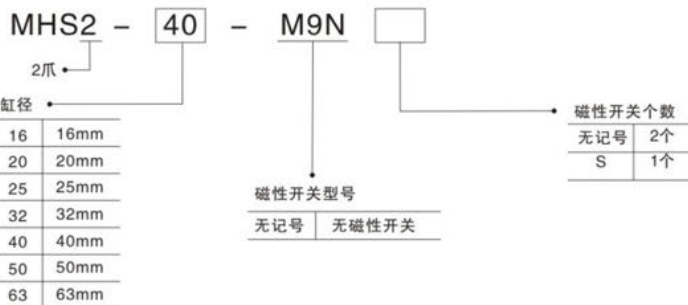 MHS2 - 40 - M9N
2爪
缸径
16 16mm
20 20mm
25 25mm
32 32mm
40 40mm
50 50mm
63 63mm
磁性开关型号
无记号 无磁性开关
磁性开关个数
无记号 2个
S 1个